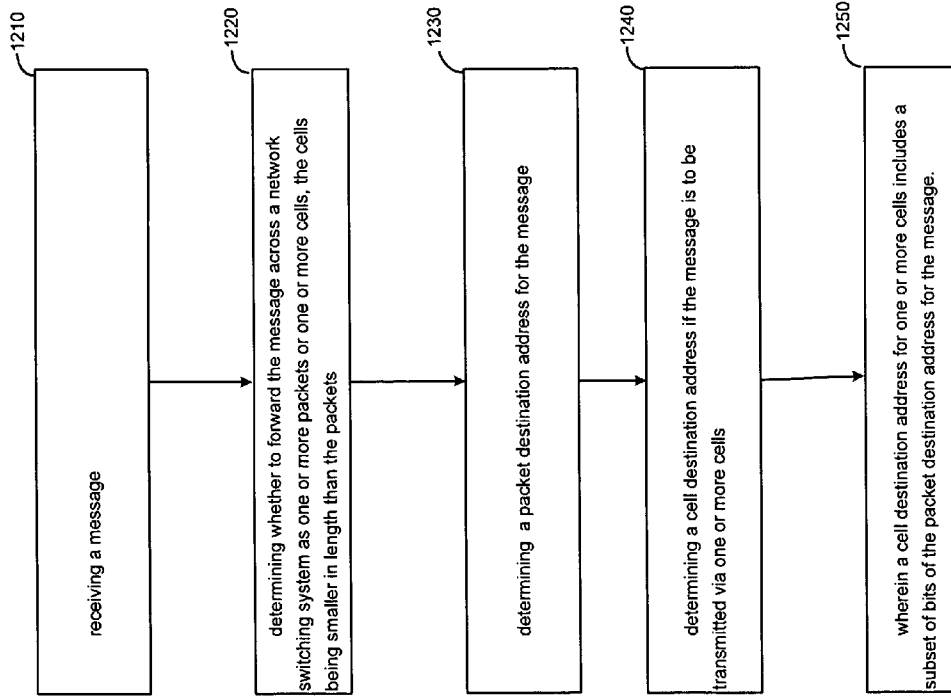 1210
receiving a message
1220
determining whether to forward the message across a network
switching system as one or more packets or one or more cells, the cells
being smaller in length than the packets
1230
determining a packet destination address for the message
1240
determining a cell destination address if the message is to be
transmitted via one or more cells
1250
wherein a cell destination address for one or more cells includes a
subset of bits of the packet destination address for the message.